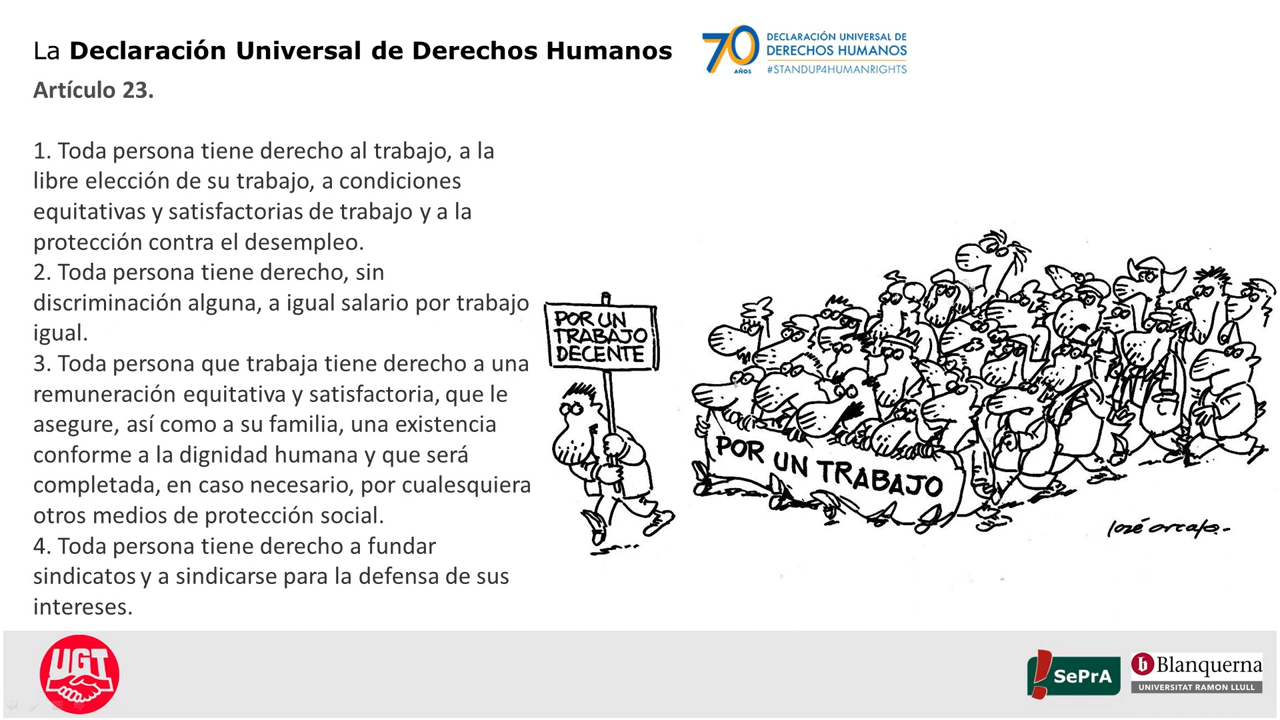 La Declaración Universal de Derechos Humanos
70
AÑOS
DECLARACIÓN UNIVERSAL DE
DERECHOS HUMANOS
#STANDUP4HUMANRIGHTS
Artículo 23.
1. Toda persona tiene derecho al trabajo, a la
libre elección de su trabajo, a condiciones
equitativas y satisfactorias de trabajo y a la
protección contra el desempleo.
2. Toda persona tiene derecho, sin
discriminación alguna, a igual salario por trabajo
igual.
3. Toda persona que trabaja tiene derecho a una
remuneración equitativa y satisfactoria, que le
asegure, así como a su familia, una existencia
conforme a la dignidad humana y que será
completada, en caso necesario, por cualesquiera
otros medios de protección social.
4. Toda persona tiene derecho a fundar
sindicatos y a sindicarse para la defensa de sus
intereses.
POR UN
TRABAJO
DECENTE
POR UN TRABAJO
José Orcajo
UGT
SePrA
b Blanquerna
UNIVERSITAT RAMON LLULL